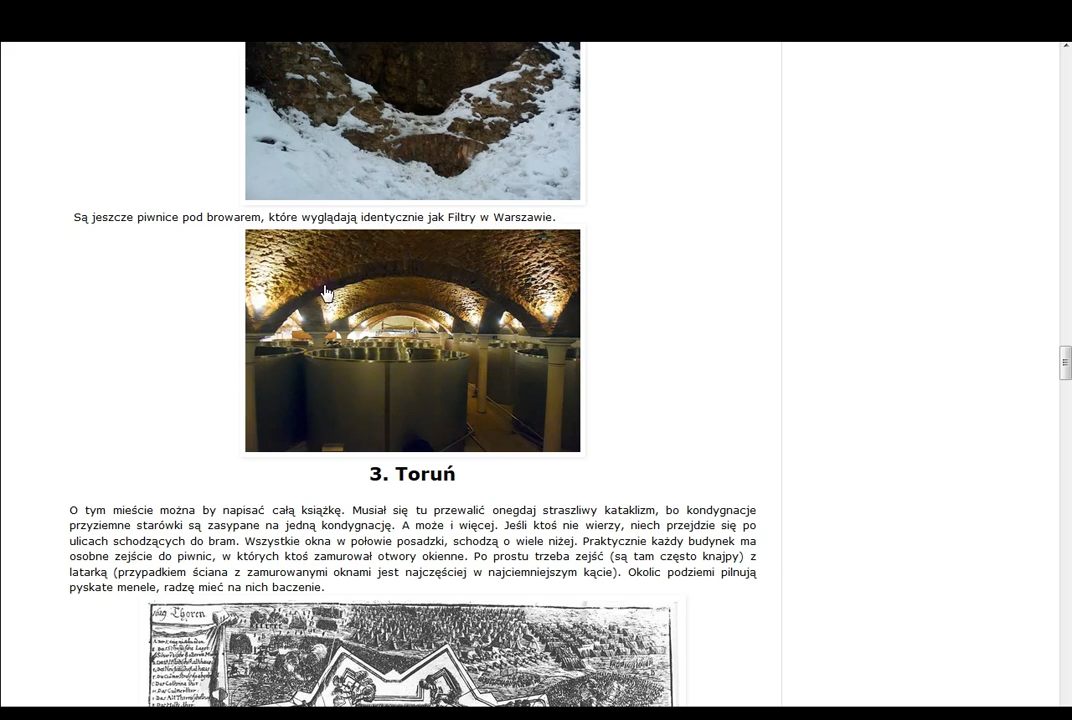 Są jeszcze piwnice pod browarem, które wyglądają identycznie jak Filtry w Warszawie.
3. Toruń
O tym mieście można by napisać całą książkę. Musiał się tu przewalić onegdaj straszliwy kataklizm, bo kondygnacje
przyziemne starówki są zasypane na jedną kondygnację. A może i więcej. Jeśli ktoś nie wierzy, niech przejdzie się po
ulicach schodzących do bram. Wszystkie okna w połowie posadzki, schodzą o wiele niżej. Praktycznie każdy budynek ma
osobne zejście do piwnic, w których ktoś zamurował otwory okienne. Po prostu trzeba zejść (są tam często knajpy) z
latarką (przypadkiem ściana z zamurowanymi oknami jest najczęściej w najciemniejszym kącie). Okolic podziemi pilnują
pyskate menele, radzę mieć na nich baczenie.
Thoren